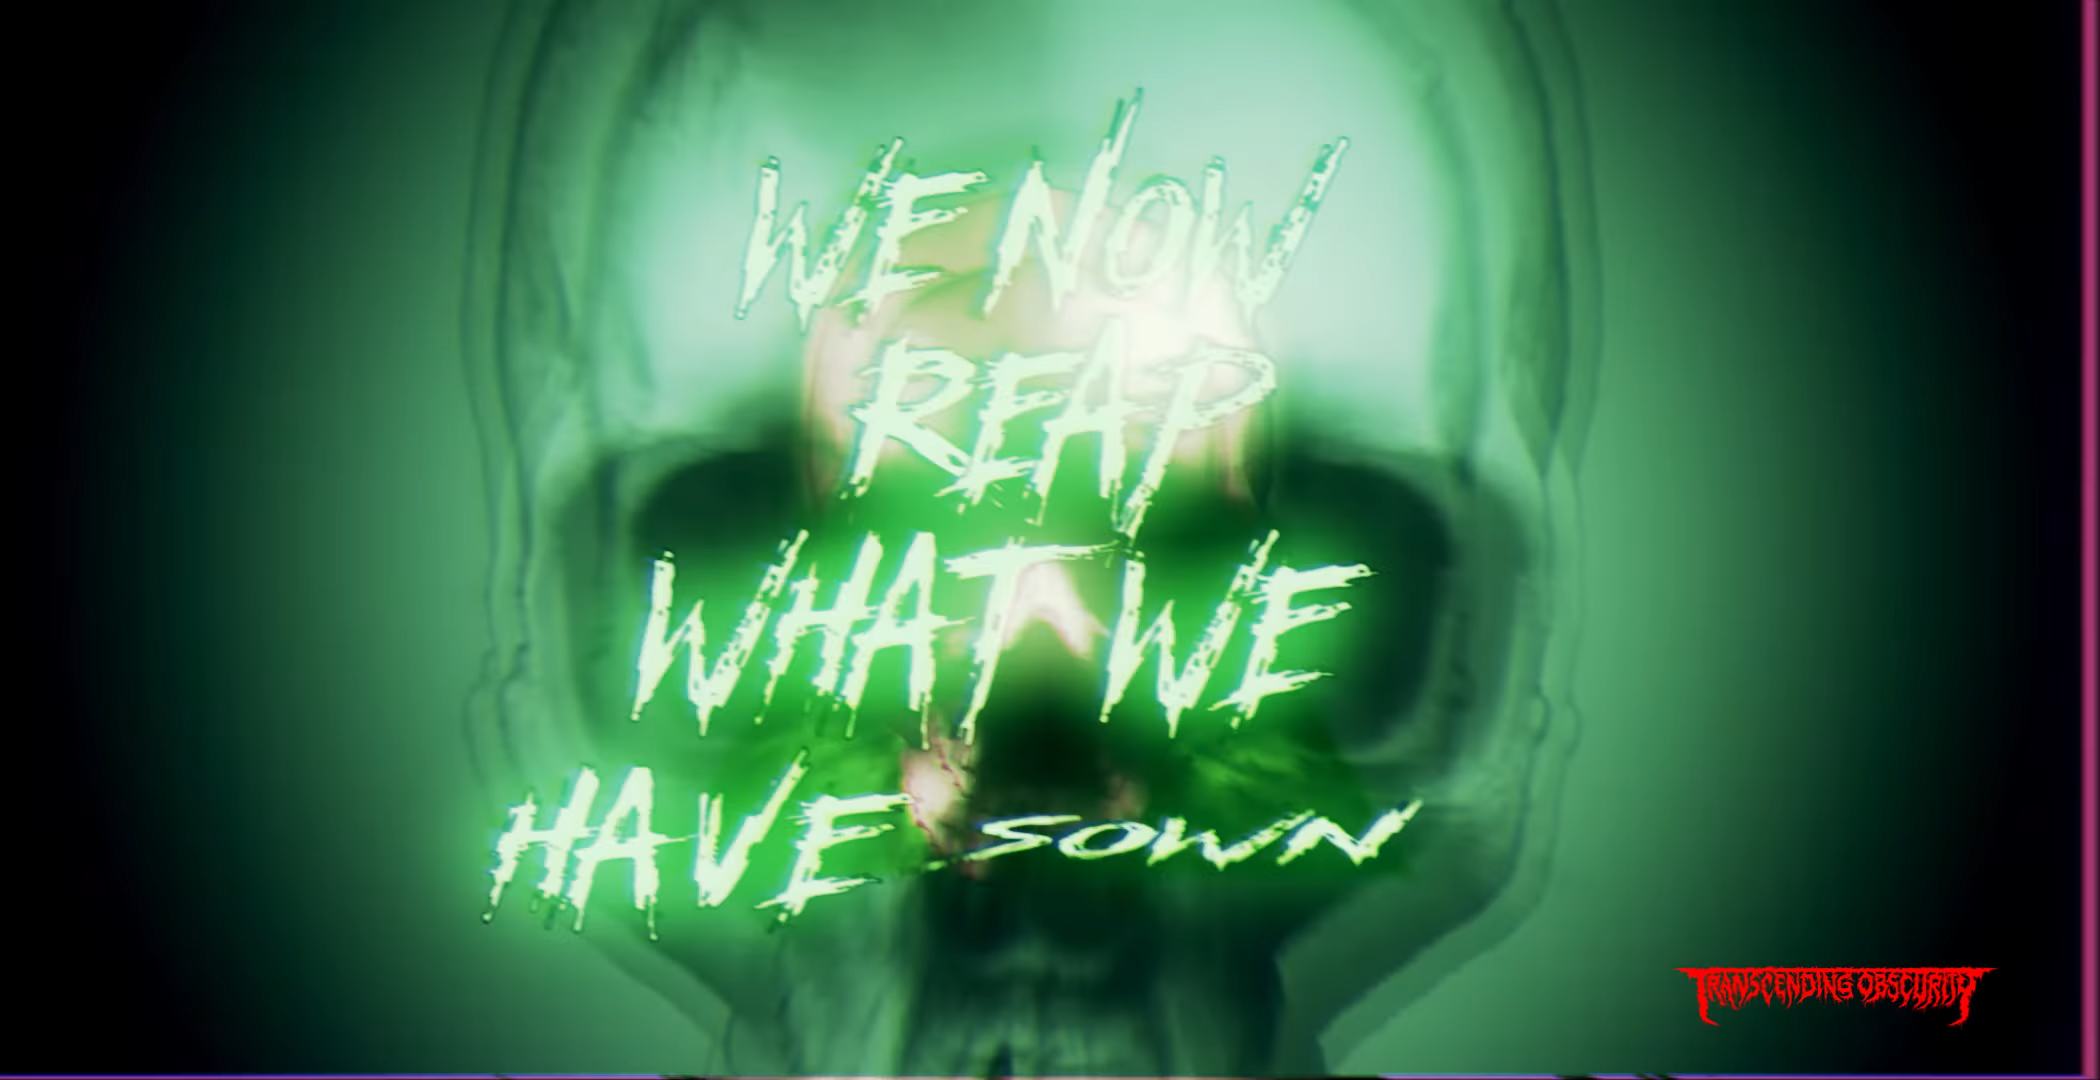 WE NOW
REAP
WHAT WE
HAVE SOWN
TRANSCENDING OBSCURITY